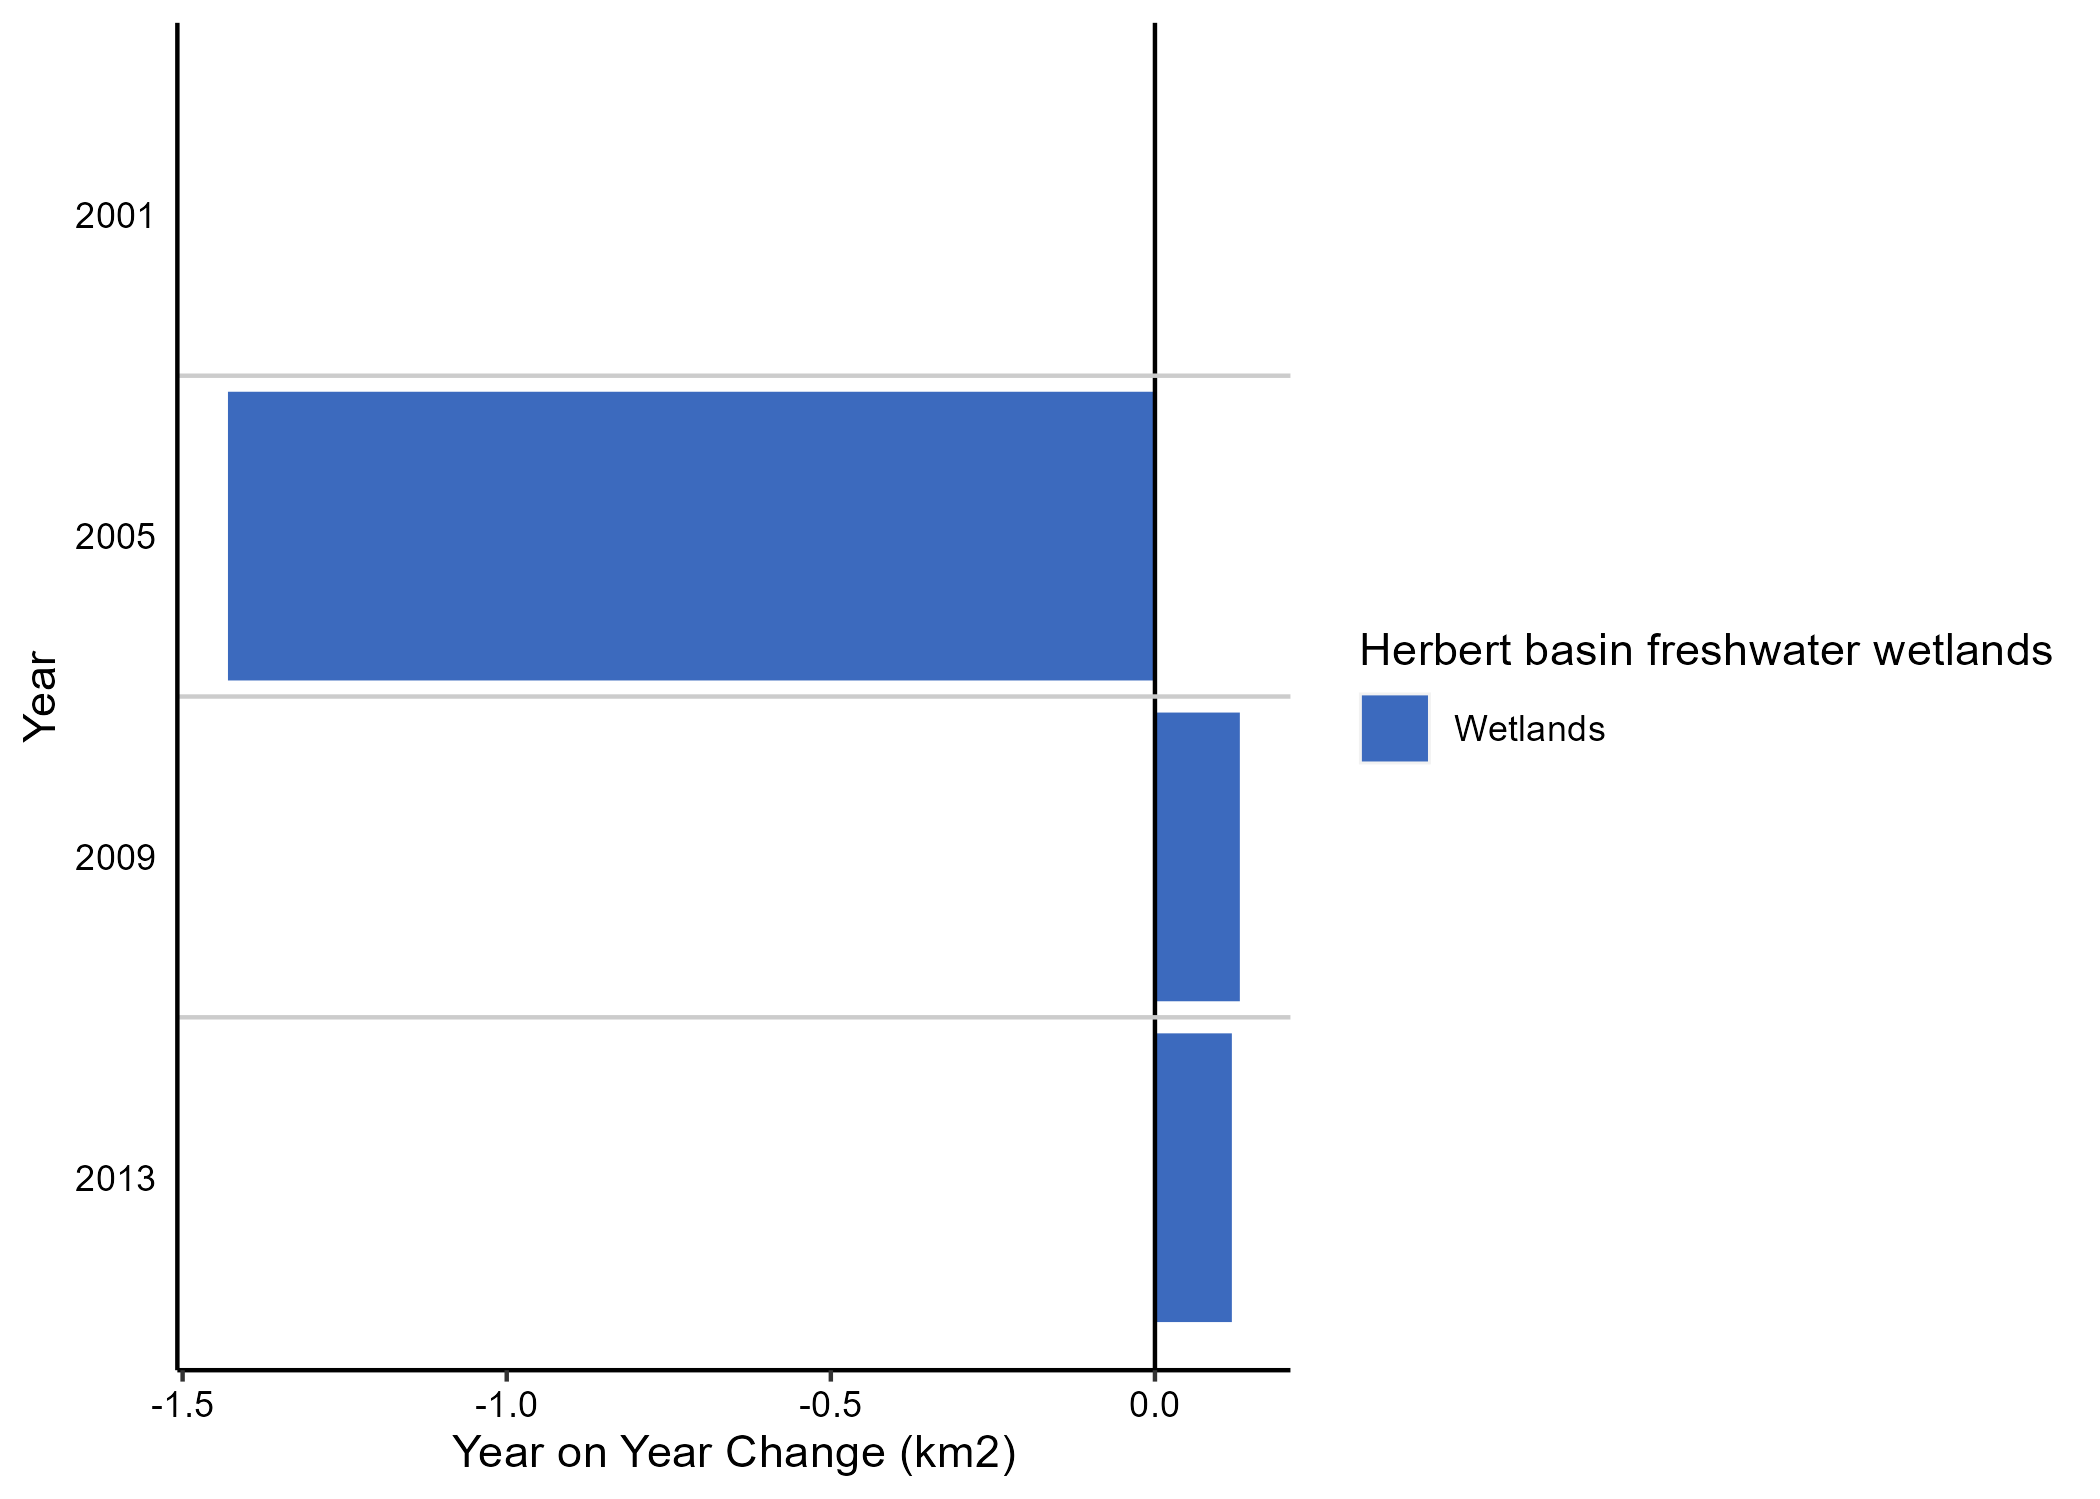 Year
2001
2005
2009
2013
-1.5
-1.0
-0.5
0.0
Year on Year Change (km2)
Herbert basin freshwater wetlands
Wetlands